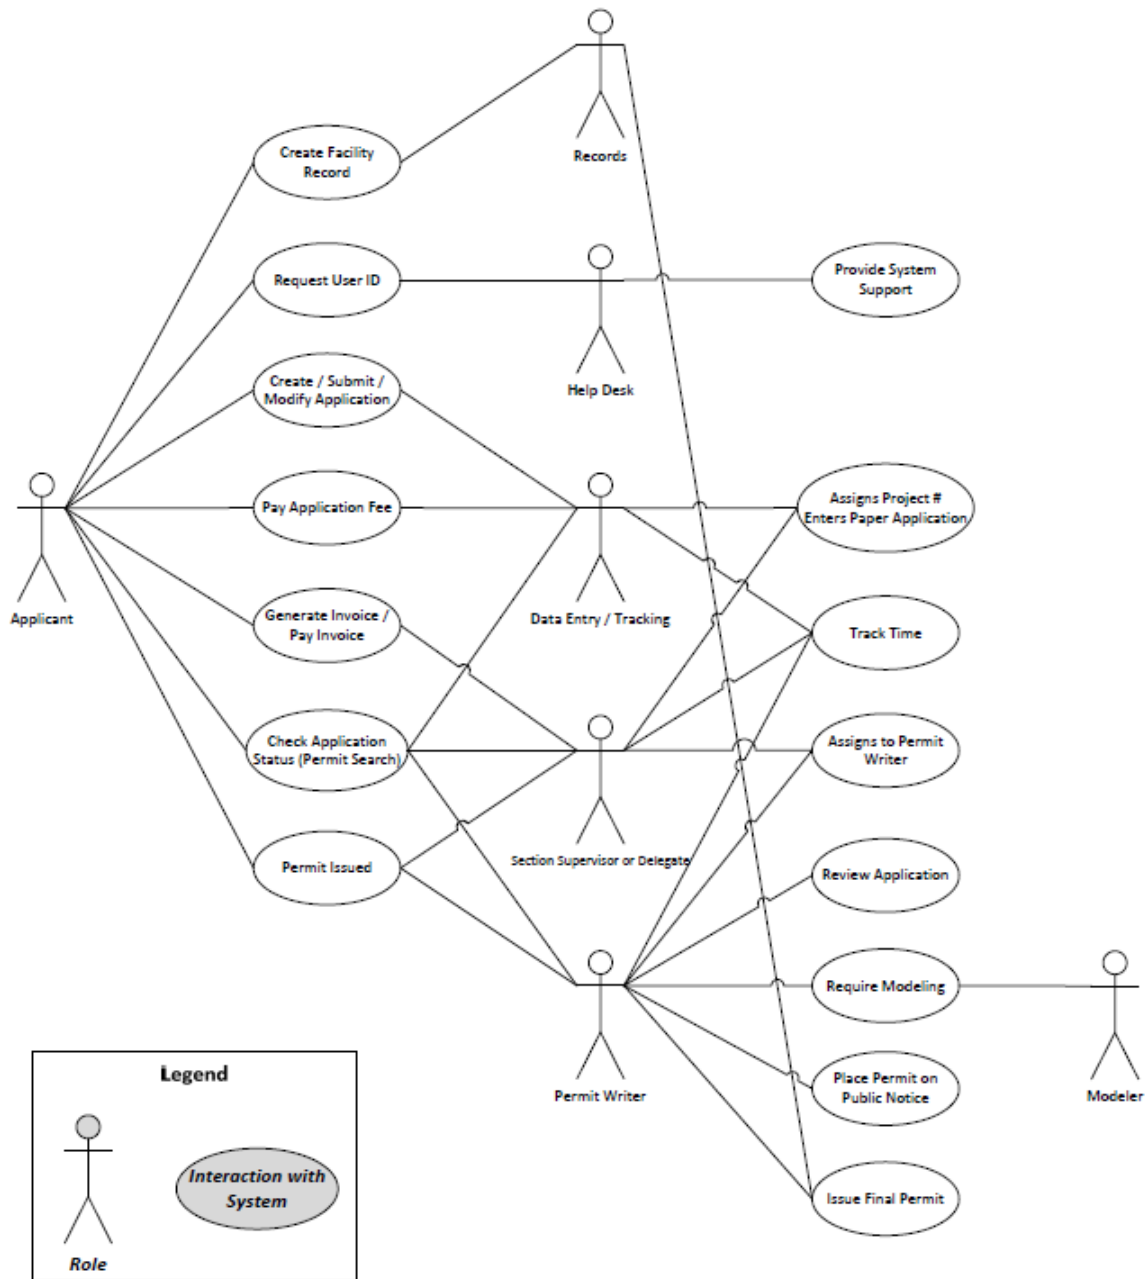 Records
Create Facility
Record
Request User ID
Help Desk
Provide System
Support
Create / Submit /
Modify Application
Applicant
Pay Application Fee
Data Entry / Tracking
Assigns Project #
Enters Paper Application
Generate Invoice /
Pay Invoice
Track Time
Check Application
Status (Permit Search)
Section Supervisor or Delegate
Assigns to Permit
Writer
Permit Issued
Review Application
Permit Writer
Require Modeling
Modeler
Place Permit on
Public Notice
Issue Final Permit
Legend
Role
Interaction with
System